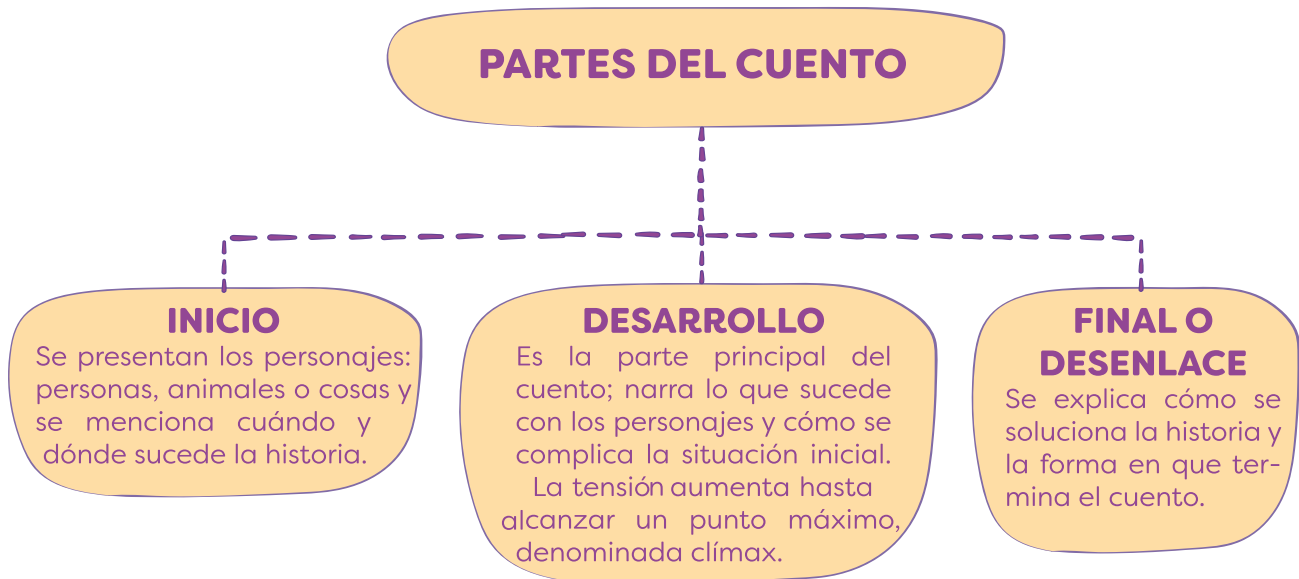 PARTES DEL CUENTO
INICIO
Se presentan los personajes:
personas, animales o cosas y
se menciona cuándo y
dónde sucede la historia.
DESARROLLO
Es la parte principal del
cuento; narra lo que sucede
con los personajes y cómo se
complica la situación inicial.
La tensión aumenta hasta
alcanzar un punto máximo,
denominada clímax.
FINAL O
DESENLACE
Se explica cómo se
soluciona la historia y
la forma en que ter-
mina el cuento.